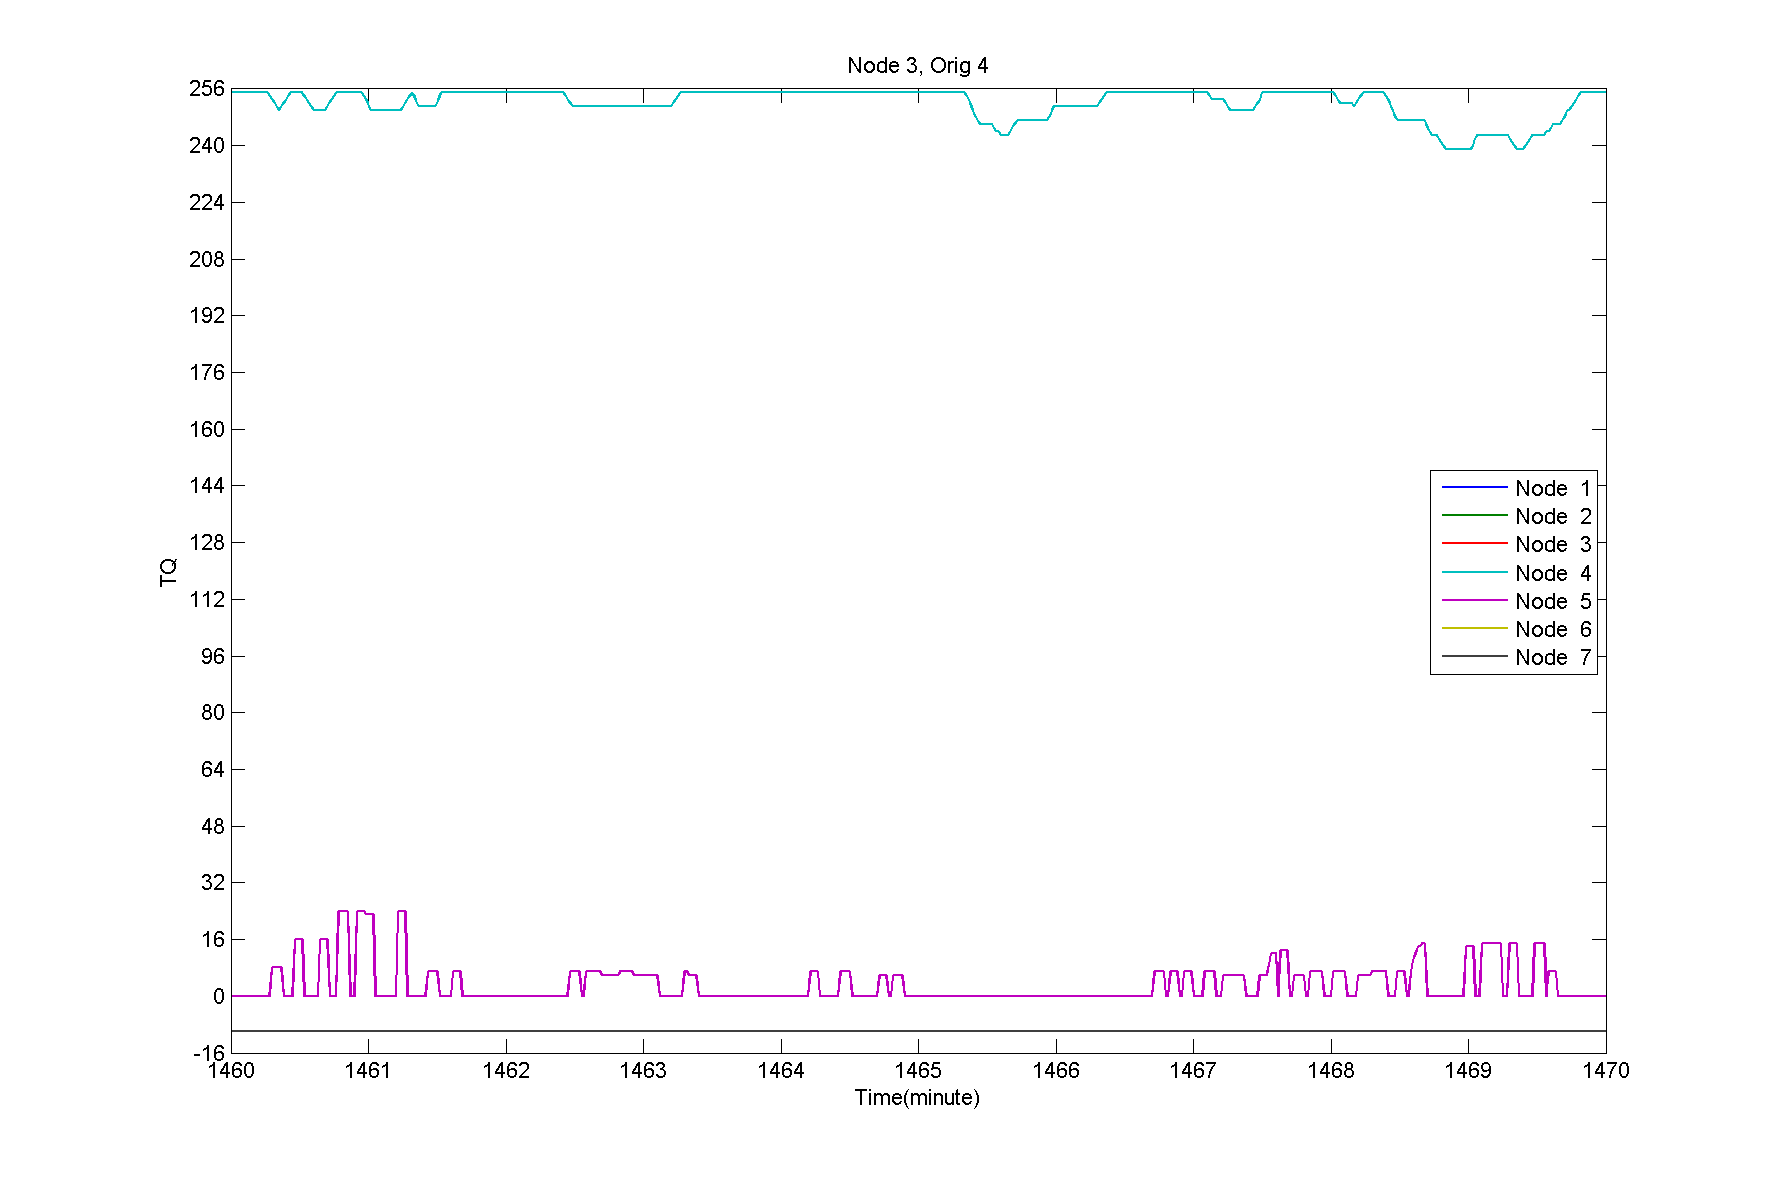 Node 3, Orig 4
256
240
224
208
192
176
160
144
128
112
96
80
64
48
32
16
0
-16
TQ
Node 1
Node 2
Node 3
Node 4
Node 5
Node 6
Node 7
1460 1461 1462 1463 1464 1465 1466 1467 1468 1469 1470
Time(minute)